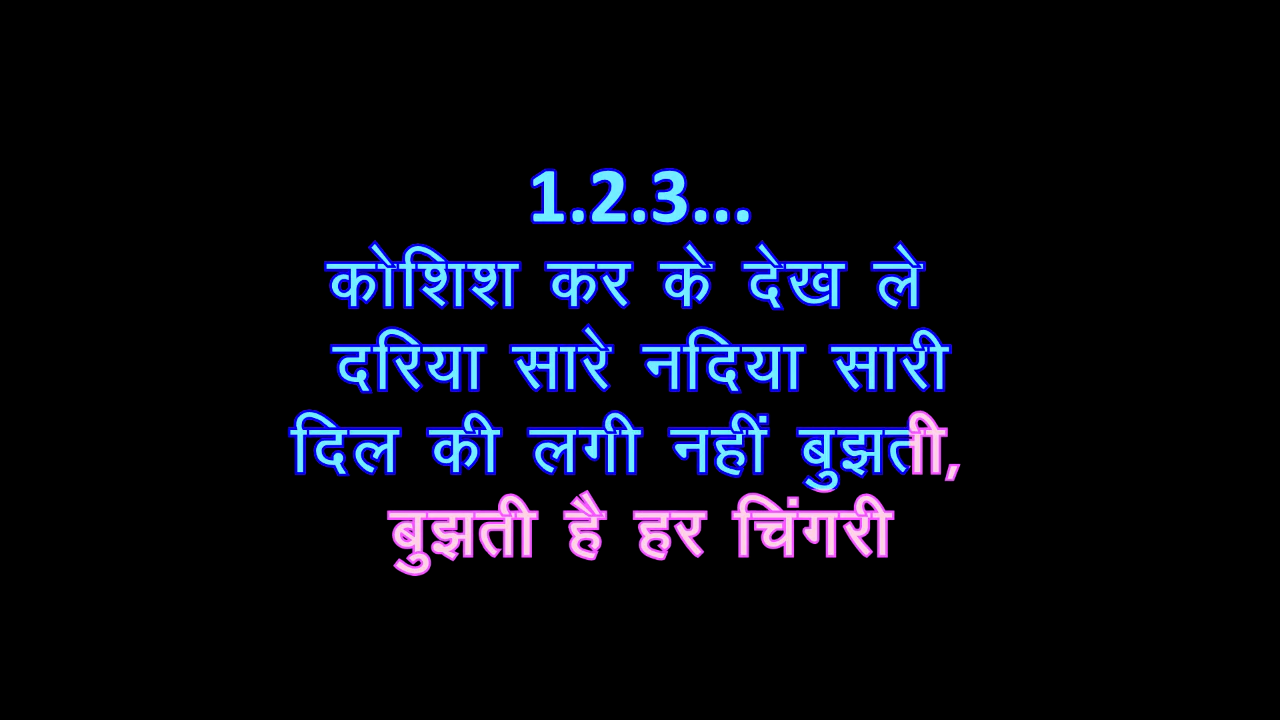 1.2.3...
कोशिश कर के देख ले
दरिया सारे नदिया सारी
दिल की लगी नहीं बुझती,
बुझती है हर चिंगरी